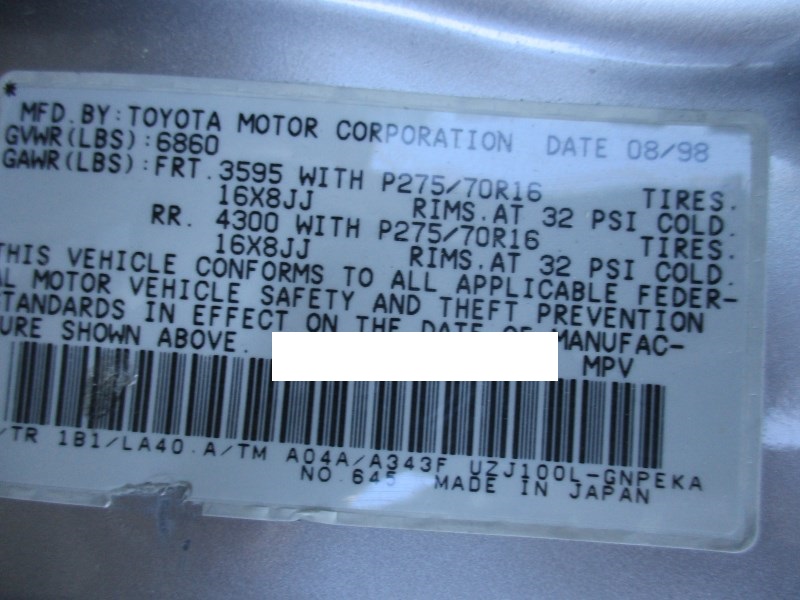 *
MFD.BY:TOYOTA MOTOR CORPORATION DATE 08/98
GVWR(LBS):6860
GAWR(LBS):FRT. 3595 WITH P275/70R16 TIRES.
16X8JJ RIMS.AT 32 PSI COLD.
RR. 4300 WITH P275/70R16 TIRES.
16X8JJ RIMS.AT 32 PSI COLD.
THIS VEHICLE CONFORMS TO ALL APPLICABLE FEDER-
AL MOTOR VEHICLE SAFETY AND THEFT PREVENTION
STANDARDS IN EFFECT ON THE DATE OF MANUFAC-
URE SHOWN ABOVE.
MPV
/TR 1B1/LA40.A/TM A04A/A343F UZJ100L-GNPEKA
NO.645 MADE IN JAPAN